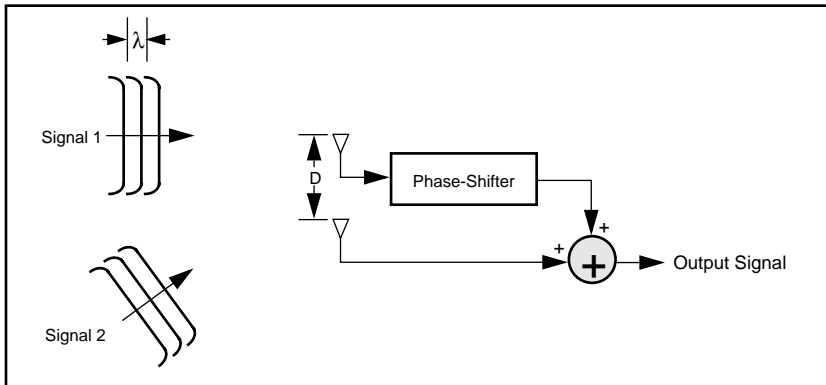 λ
Signal 1
D
Phase-Shifter
+
+
+
Output Signal
Signal 2